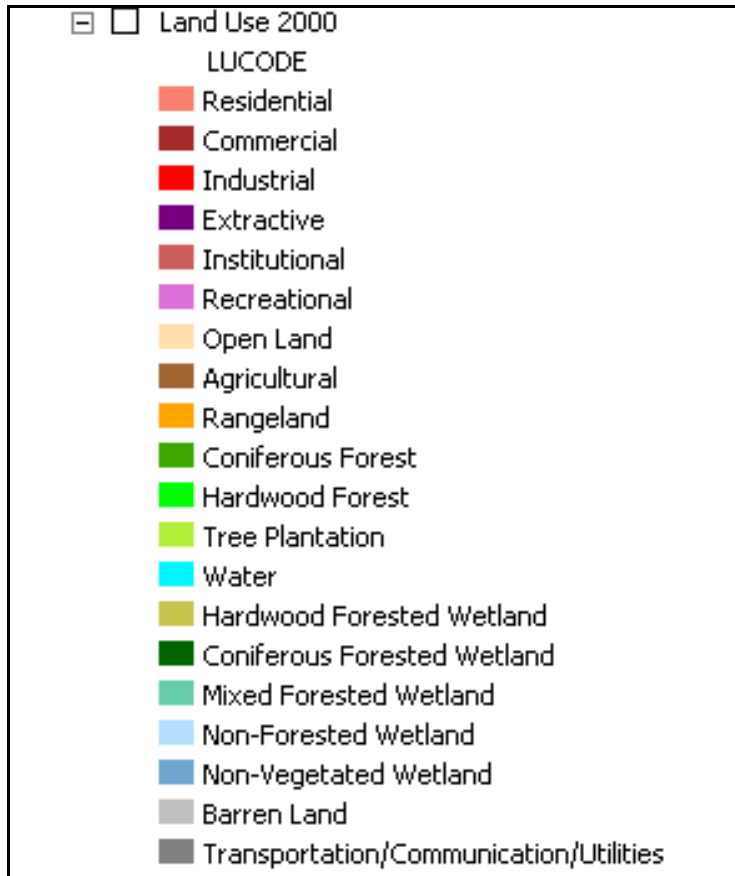 Land Use 2000
LUCODE
Residential
Commercial
Industrial
Extractive
Institutional
Recreational
Open Land
Agricultural
Rangeland
Coniferous Forest
Hardwood Forest
Tree Plantation
Water
Hardwood Forested Wetland
Coniferous Forested Wetland
Mixed Forested Wetland
Non-Forested Wetland
Non-Vegetated Wetland
Barren Land
Transportation/Communication/Utilities